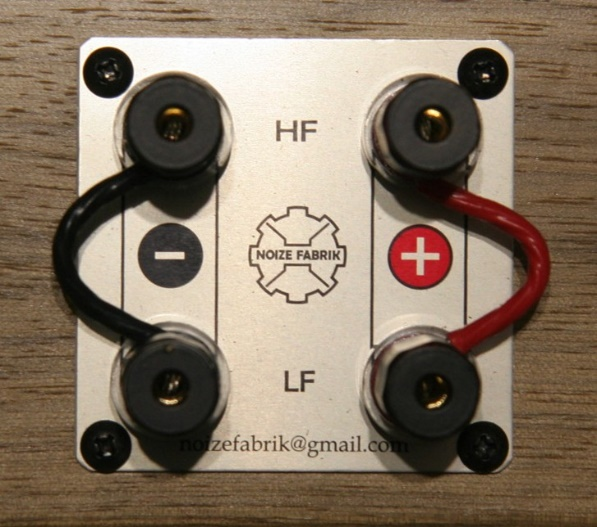 HF
− NOIZE FABRIK +
LF
noizefabrik@gmail.com